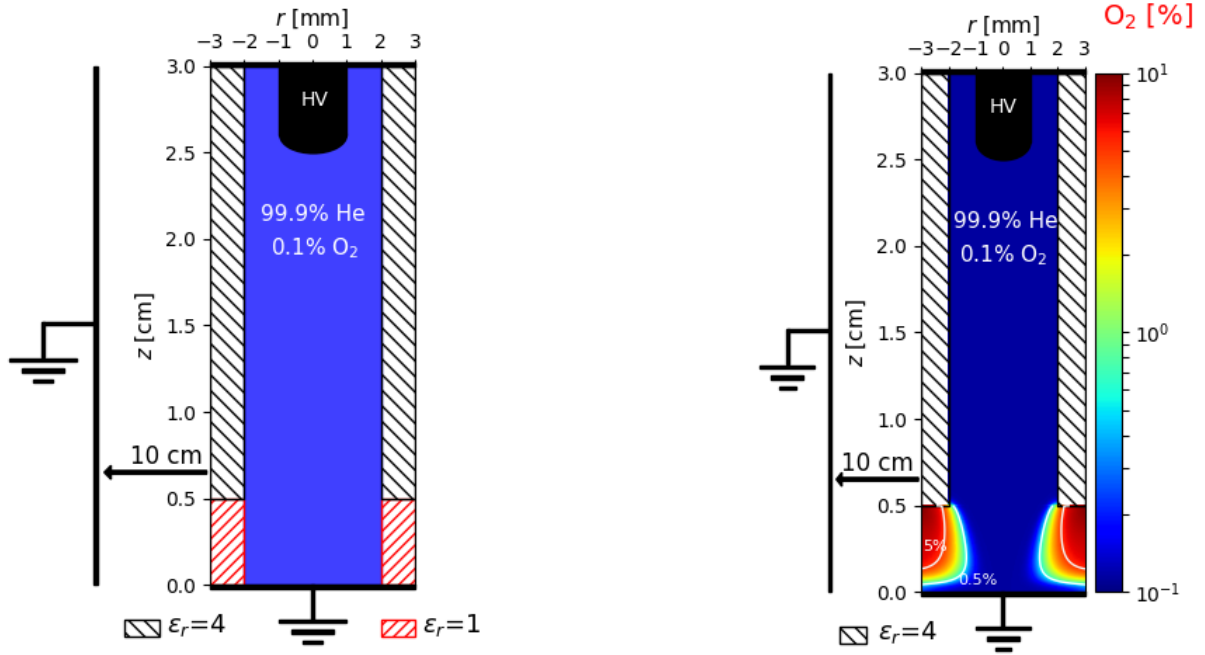 r [mm]
−3 −2 −1 0 1 2 3
3.0
HV
2.5
99.9% He
0.1% O₂
2.0
z [cm]
1.5
1.0
10 cm
0.5
0.0
εᵣ=4
εᵣ=1
O₂ [%]
r [mm]
−3 −2 −1 0 1 2 3
3.0
10¹
HV
2.5
99.9% He
0.1% O₂
2.0
z [cm]
1.5
10⁰
1.0
10 cm
0.5
5%
0.5%
0.0
10⁻¹
εᵣ=4